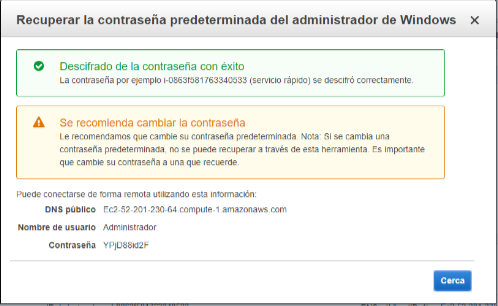 Recuperar la contraseña predeterminada del administrador de Windows
Descifrado de la contraseña con éxito
La contraseña por ejemplo i-0863f581763340533 (servicio rápido) se descifró correctamente.
Se recomienda cambiar la contraseña
Le recomendamos que cambie su contraseña predeterminada. Nota: Si se cambia una
contraseña predeterminada, no se puede recuperar a través de esta herramienta. Es importante
que cambie su contraseña a una que recuerde.
Puede conectarse de forma remota utilizando esta información:
DNS público Ec2-52-201-230-64.compute-1.amazonaws.com
Nombre de usuario Administrador
Contraseña YPjD88id2F
Cerca